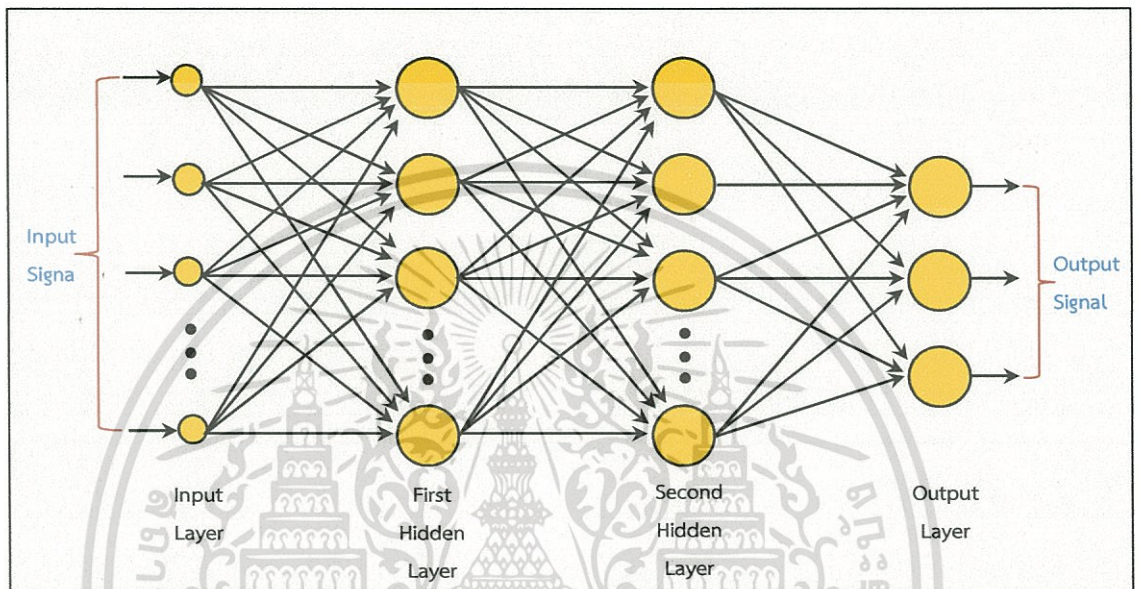 Input
Signa
Output
Signal
Input
Layer
First
Hidden
Layer
Second
Hidden
Layer
Output
Layer